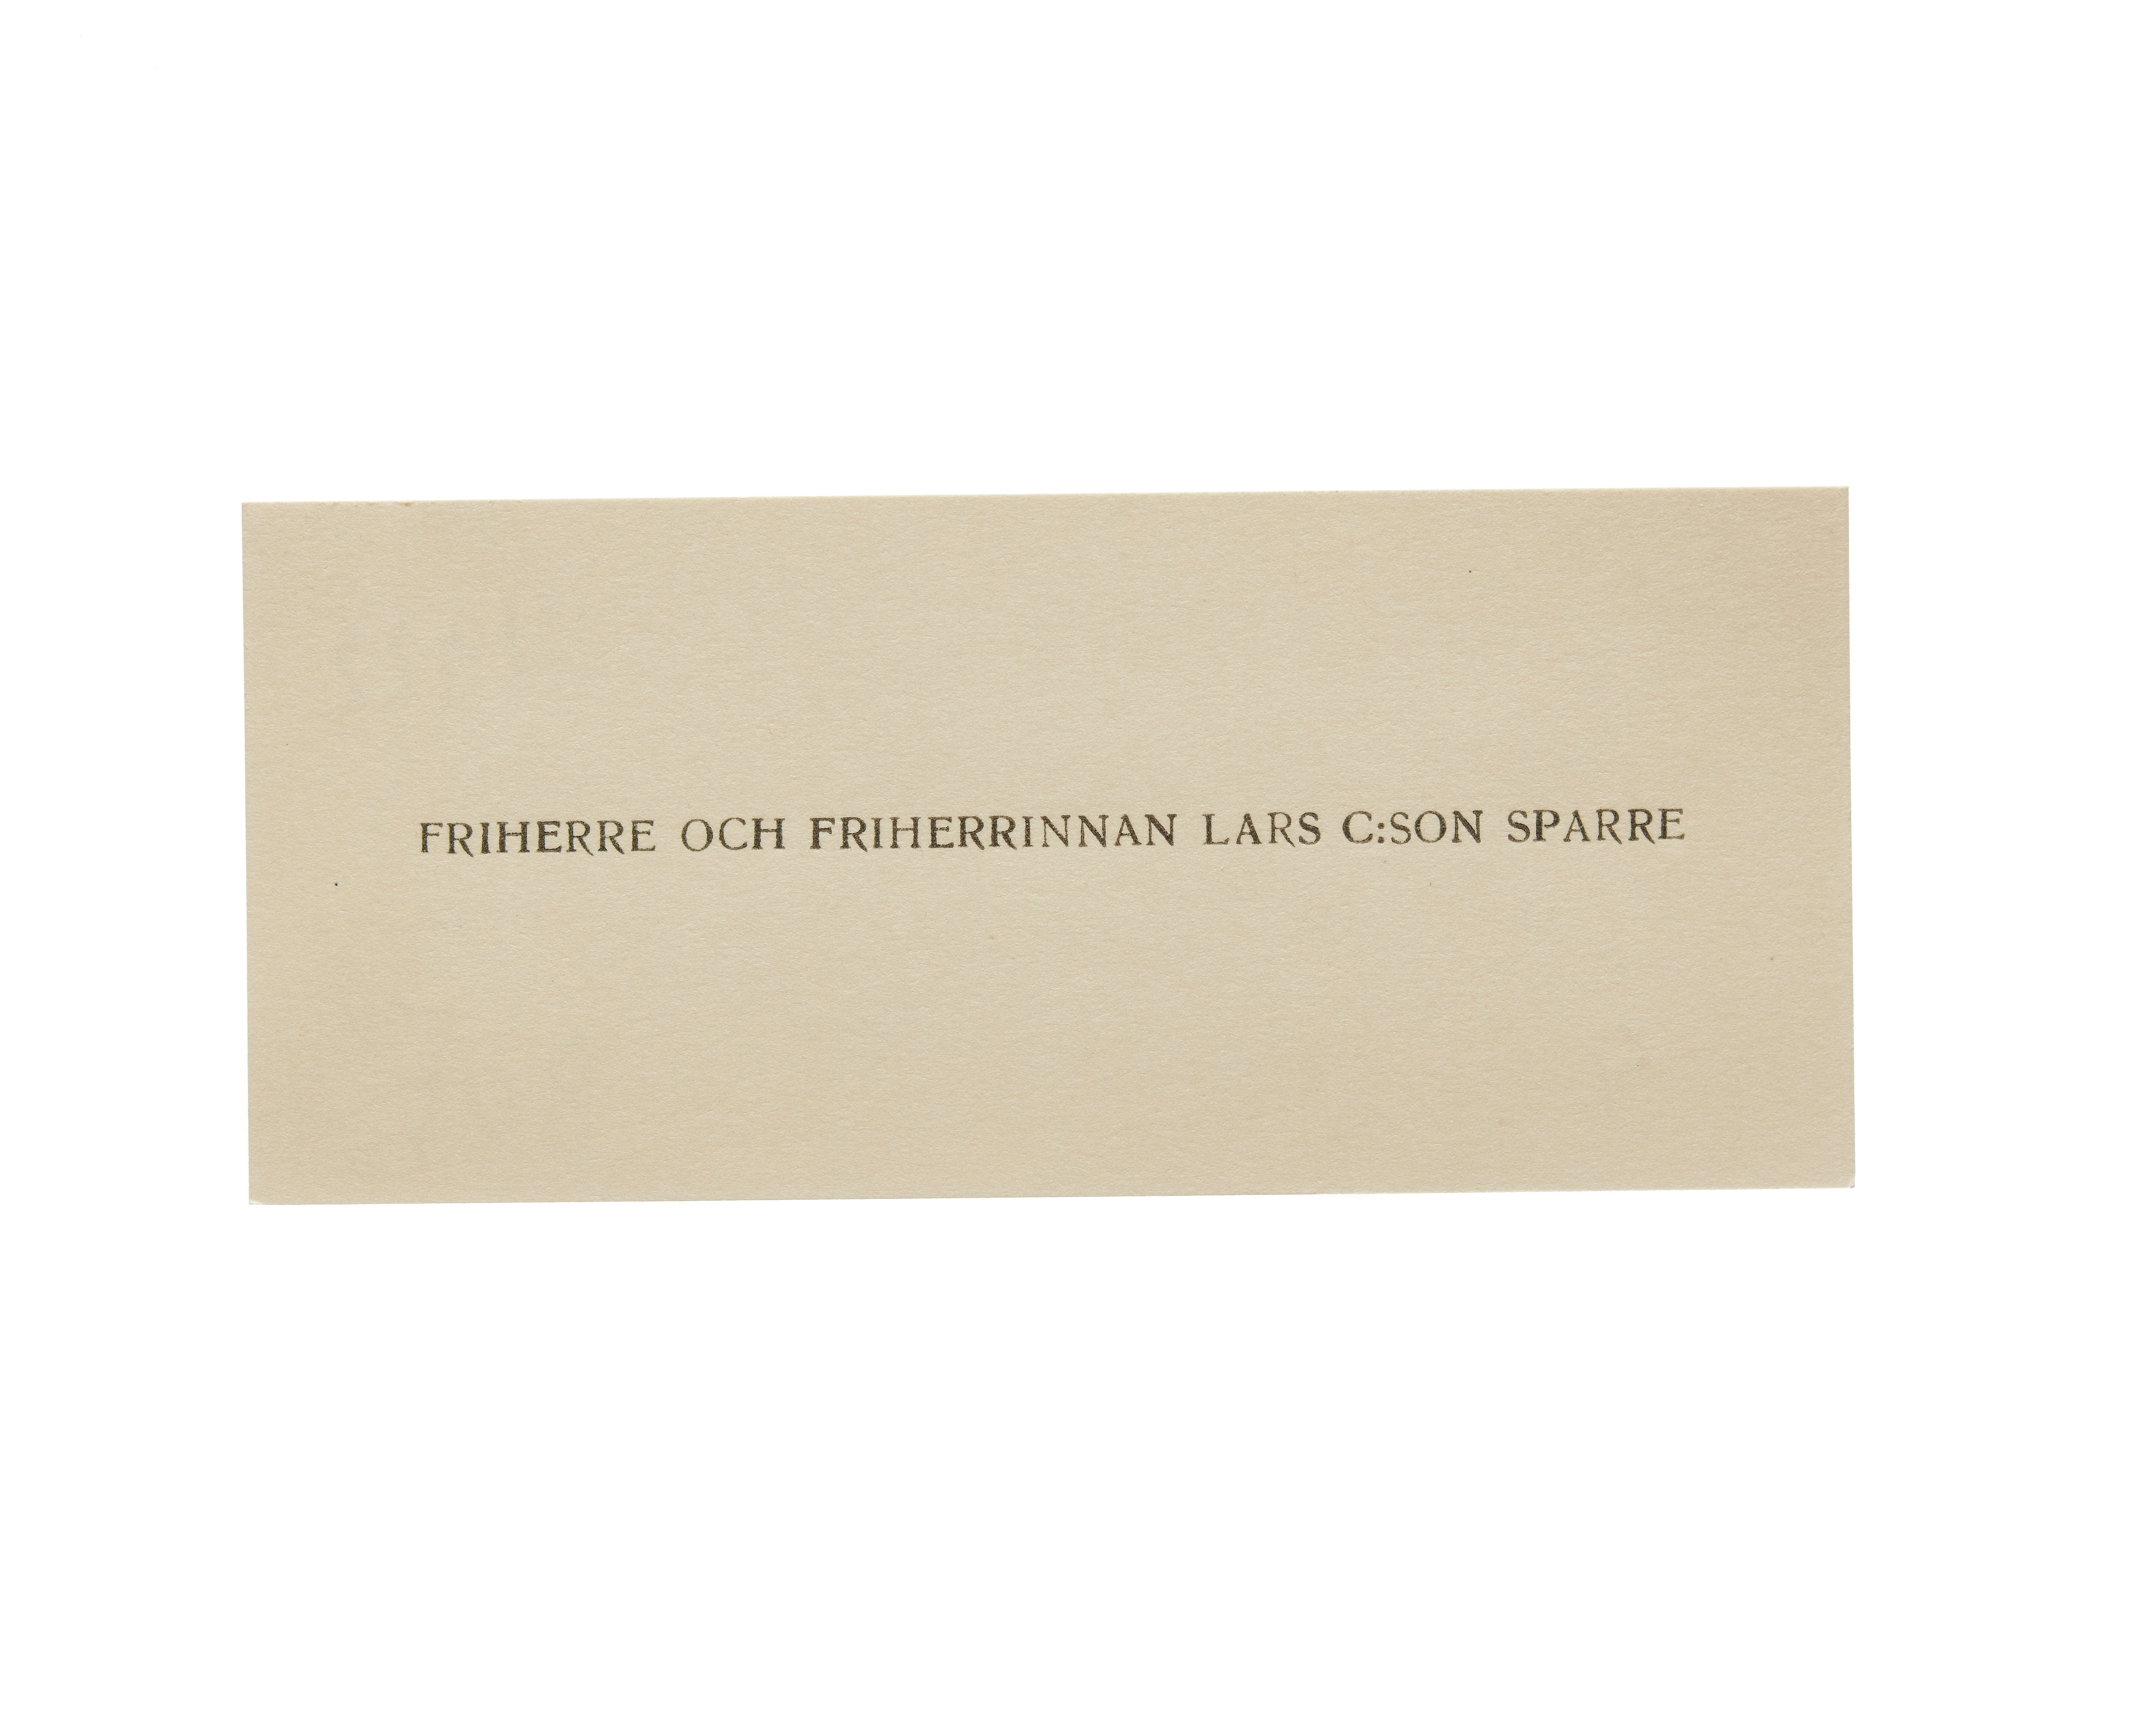 FRIHERRE OCH FRIHERRINNAN LARS C:SON SPARRE